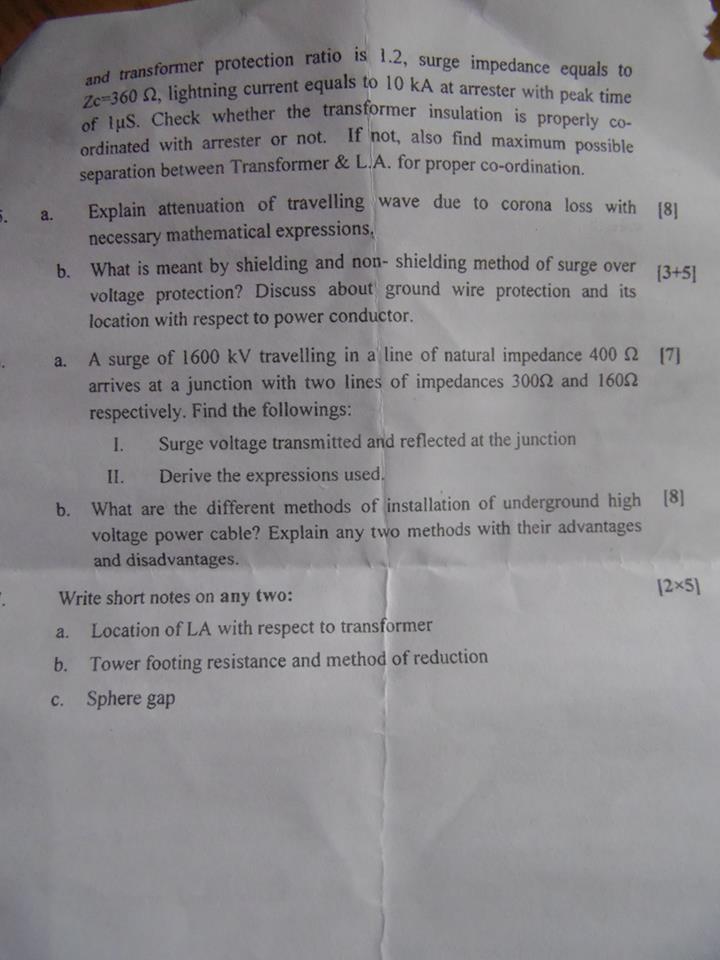 and transformer protection ratio is 1.2, surge impedance equals to
Zc=360 Ω, lightning current equals to 10 kA at arrester with peak time
of 1µS. Check whether the transformer insulation is properly co-
ordinated with arrester or not. If not, also find maximum possible
separation between Transformer & L.A. for proper co-ordination.
a. Explain attenuation of travelling wave due to corona loss with [8]
necessary mathematical expressions.
b. What is meant by shielding and non- shielding method of surge over [3+5]
voltage protection? Discuss about ground wire protection and its
location with respect to power conductor.
a. A surge of 1600 kV travelling in a line of natural impedance 400 Ω [7]
arrives at a junction with two lines of impedances 300Ω and 160Ω
respectively. Find the followings:
I. Surge voltage transmitted and reflected at the junction
II. Derive the expressions used.
b. What are the different methods of installation of underground high [8]
voltage power cable? Explain any two methods with their advantages
and disadvantages.
Write short notes on any two: [2×5]
a. Location of LA with respect to transformer
b. Tower footing resistance and method of reduction
c. Sphere gap